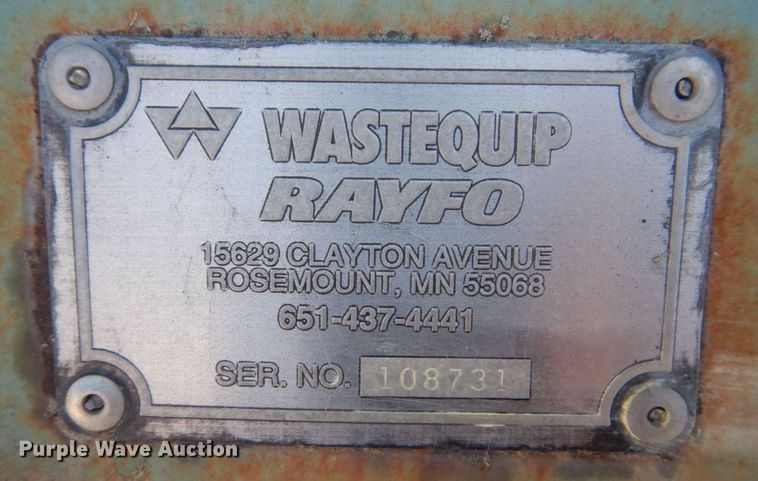 WASTEQUIP
RAYFO
15629 CLAYTON AVENUE
ROSEMOUNT, MN 55068
651-437-4441
SER. NO. 108731
Purple Wave Auction